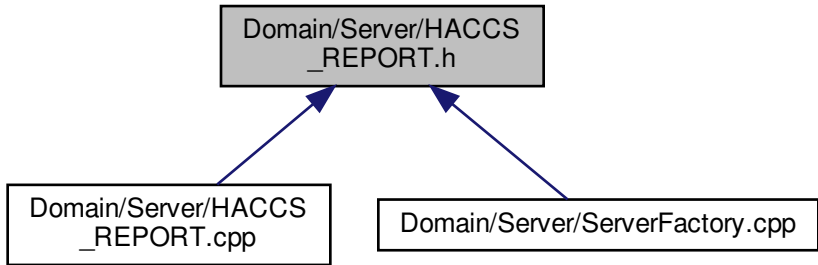 Domain/Server/HACCS
_REPORT.h
Domain/Server/HACCS
_REPORT.cpp
Domain/Server/ServerFactory.cpp